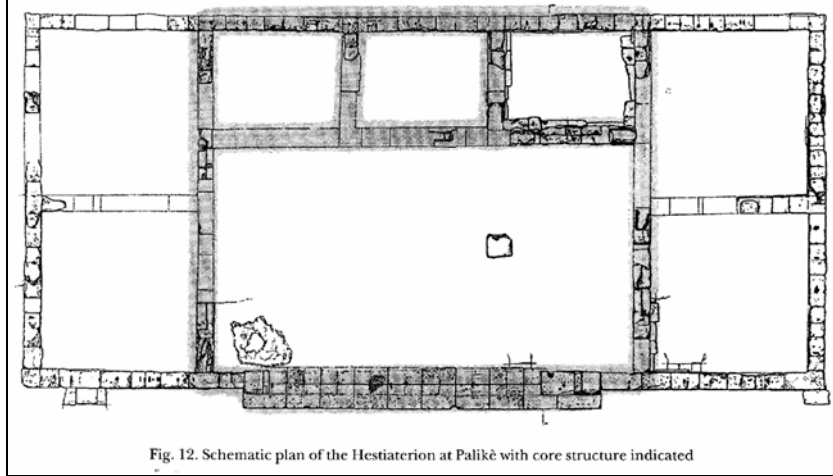 Fig. 12. Schematic plan of the Hestiaterion at Palikè with core structure indicated